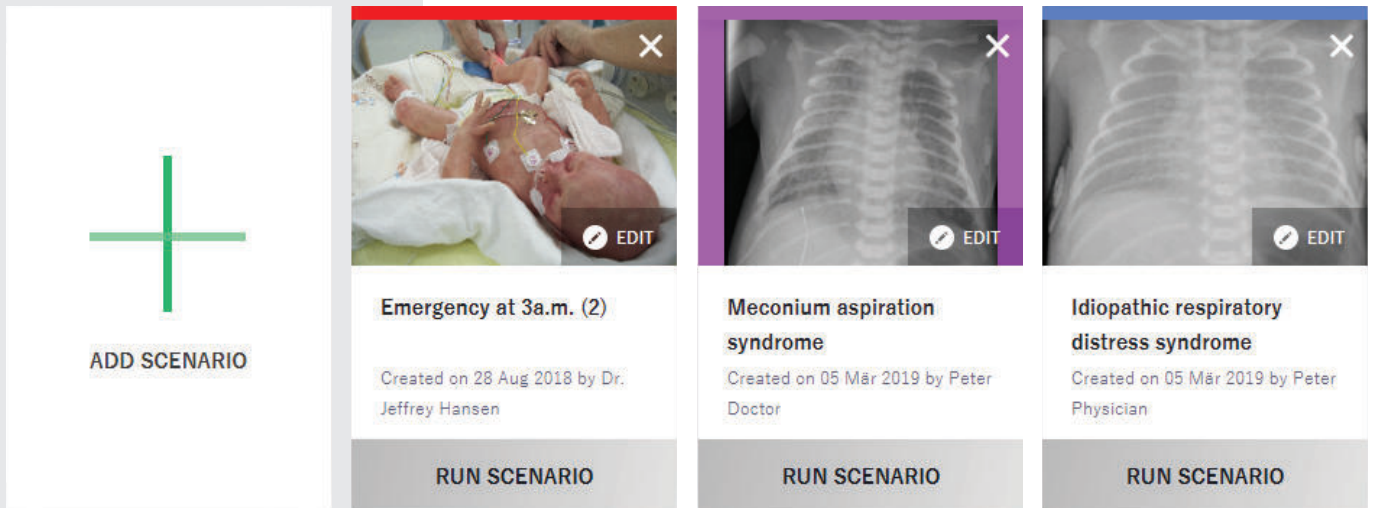 ADD SCENARIO
EDIT
Emergency at 3a.m. (2)
Created on 28 Aug 2018 by Dr.
Jeffrey Hansen
RUN SCENARIO
EDIT
Meconium aspiration
syndrome
Created on 05 Mär 2019 by Peter
Doctor
RUN SCENARIO
EDIT
Idiopathic respiratory
distress syndrome
Created on 05 Mär 2019 by Peter
Physician
RUN SCENARIO